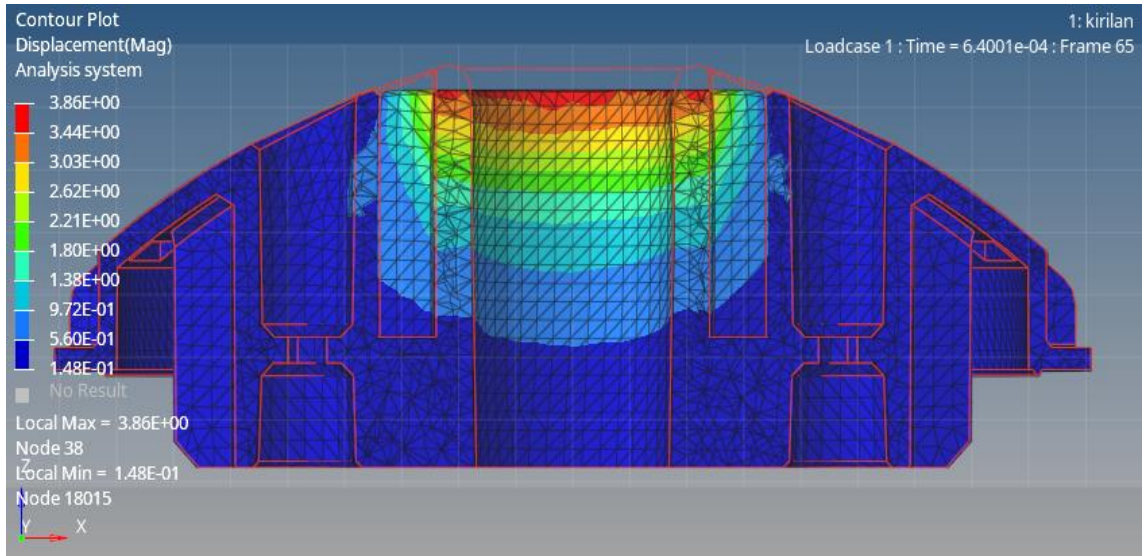 Contour Plot
Displacement(Mag)
Analysis system
1: kirilan
Loadcase 1 : Time = 6.4001e-04 : Frame 65
3.86E+00
3.44E+00
3.03E+00
2.62E+00
2.21E+00
1.80E+00
1.38E+00
9.72E-01
5.60E-01
1.48E-01
No Result
Local Max = 3.86E+00
Node 38
Local Min = 1.48E-01
Node 18015
Z
Y
X